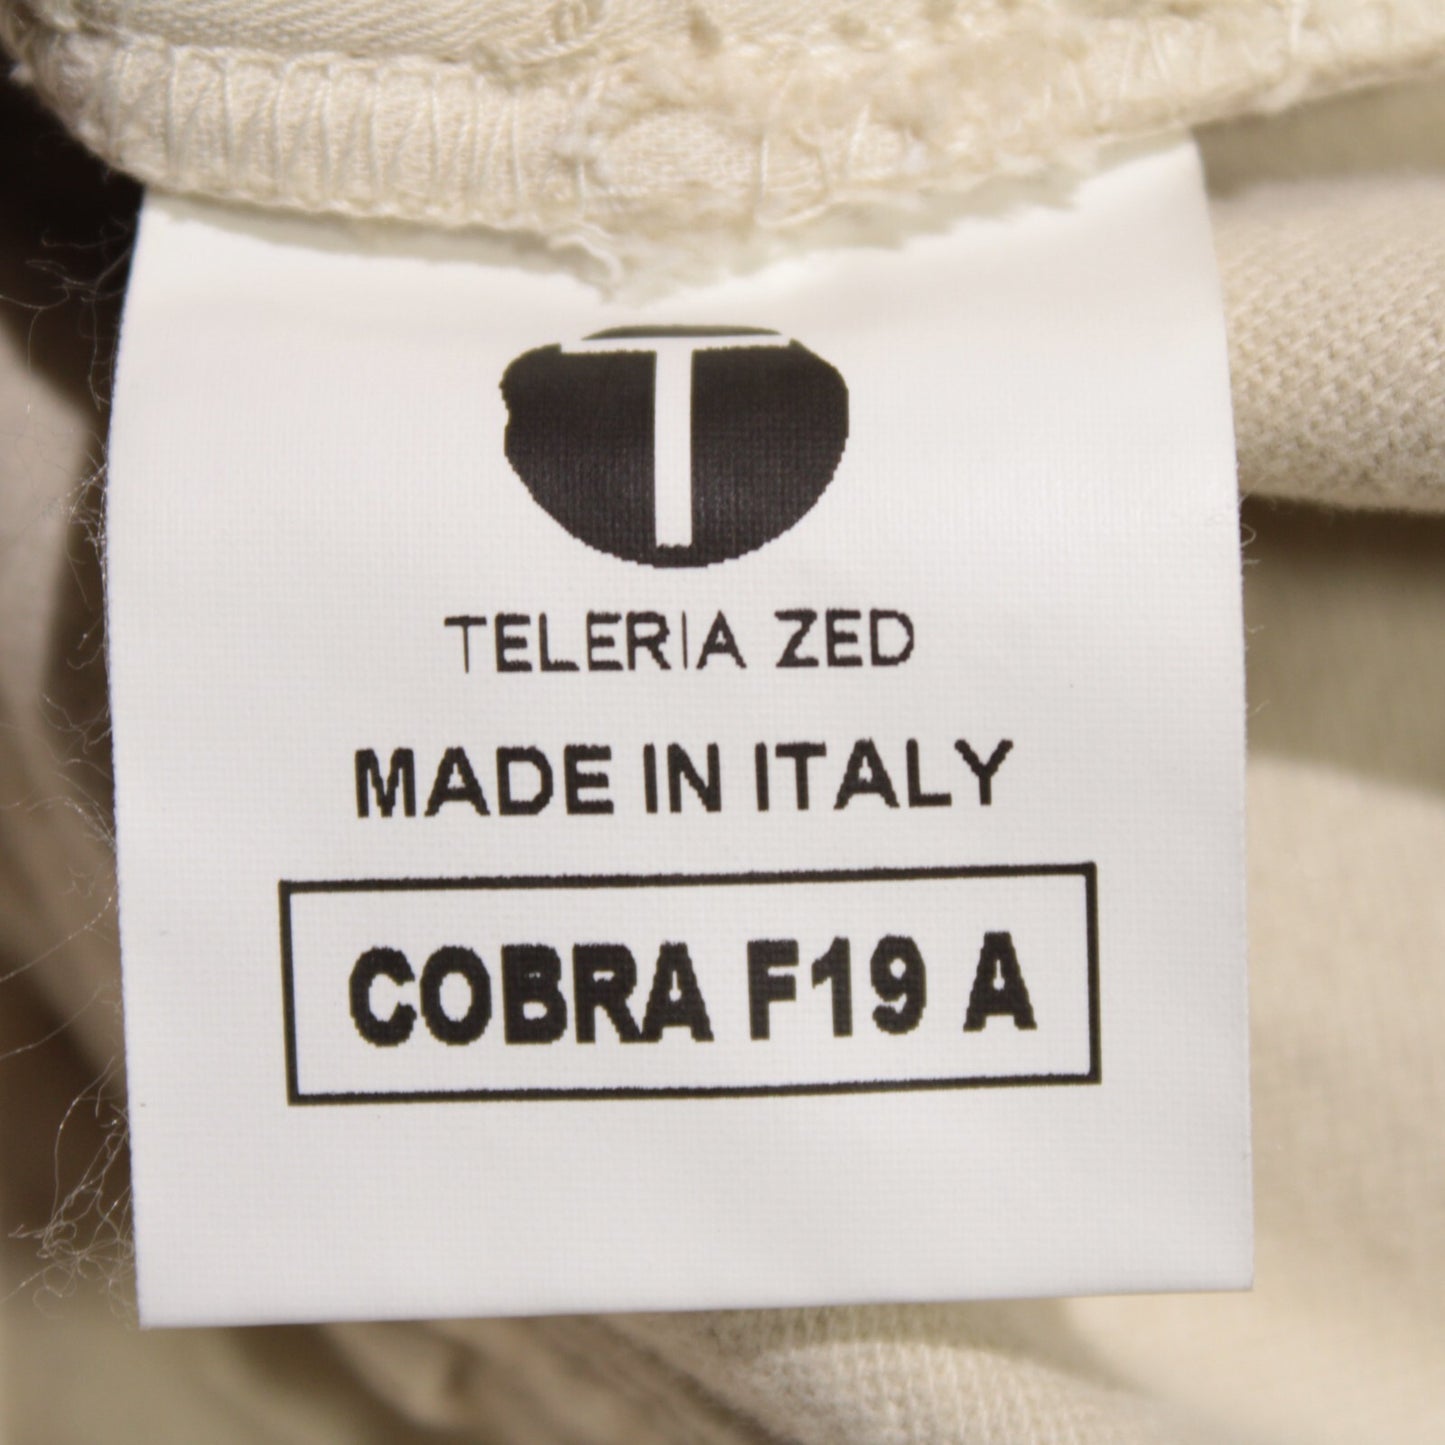 T
TELERIA ZED
MADE IN ITALY
COBRA F19 A